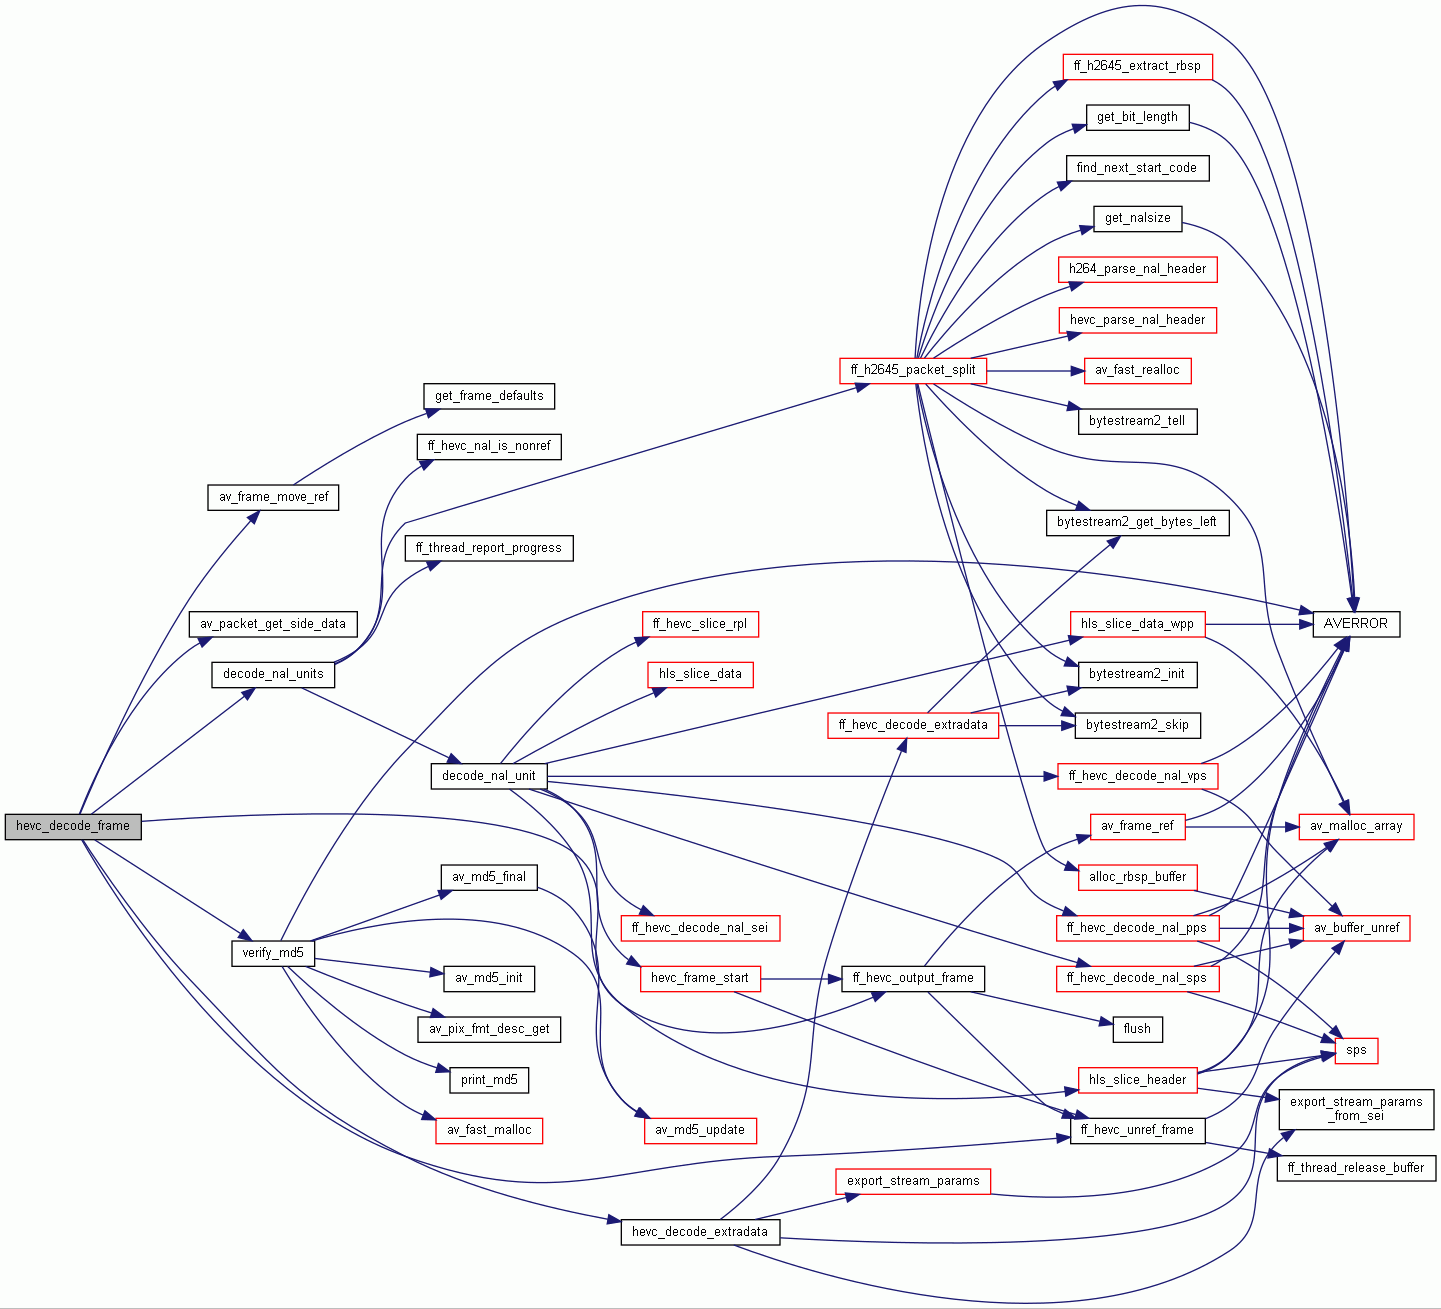 ff_h2645_extract_rbsp
get_bit_length
find_next_start_code
get_nalsize
h264_parse_nal_header
hevc_parse_nal_header
ff_h2645_packet_split
av_fast_realloc
get_frame_defaults
bytestream2_tell
ff_hevc_nal_is_nonref
av_frame_move_ref
bytestream2_get_bytes_left
ff_thread_report_progress
av_packet_get_side_data
ff_hevc_slice_rpl
hls_slice_data_wpp
AVERROR
decode_nal_units
hls_slice_data
bytestream2_init
ff_hevc_decode_extradata
bytestream2_skip
decode_nal_unit
ff_hevc_decode_nal_vps
hevc_decode_frame
av_frame_ref
av_malloc_array
av_md5_final
alloc_rbsp_buffer
ff_hevc_decode_nal_sei
ff_hevc_decode_nal_pps
av_buffer_unref
verify_md5
av_md5_init
hevc_frame_start
ff_hevc_output_frame
ff_hevc_decode_nal_sps
av_pix_fmt_desc_get
flush
sps
print_md5
hls_slice_header
export_stream_params
_from_sei
av_fast_malloc
av_md5_update
ff_hevc_unref_frame
ff_thread_release_buffer
export_stream_params
hevc_decode_extradata